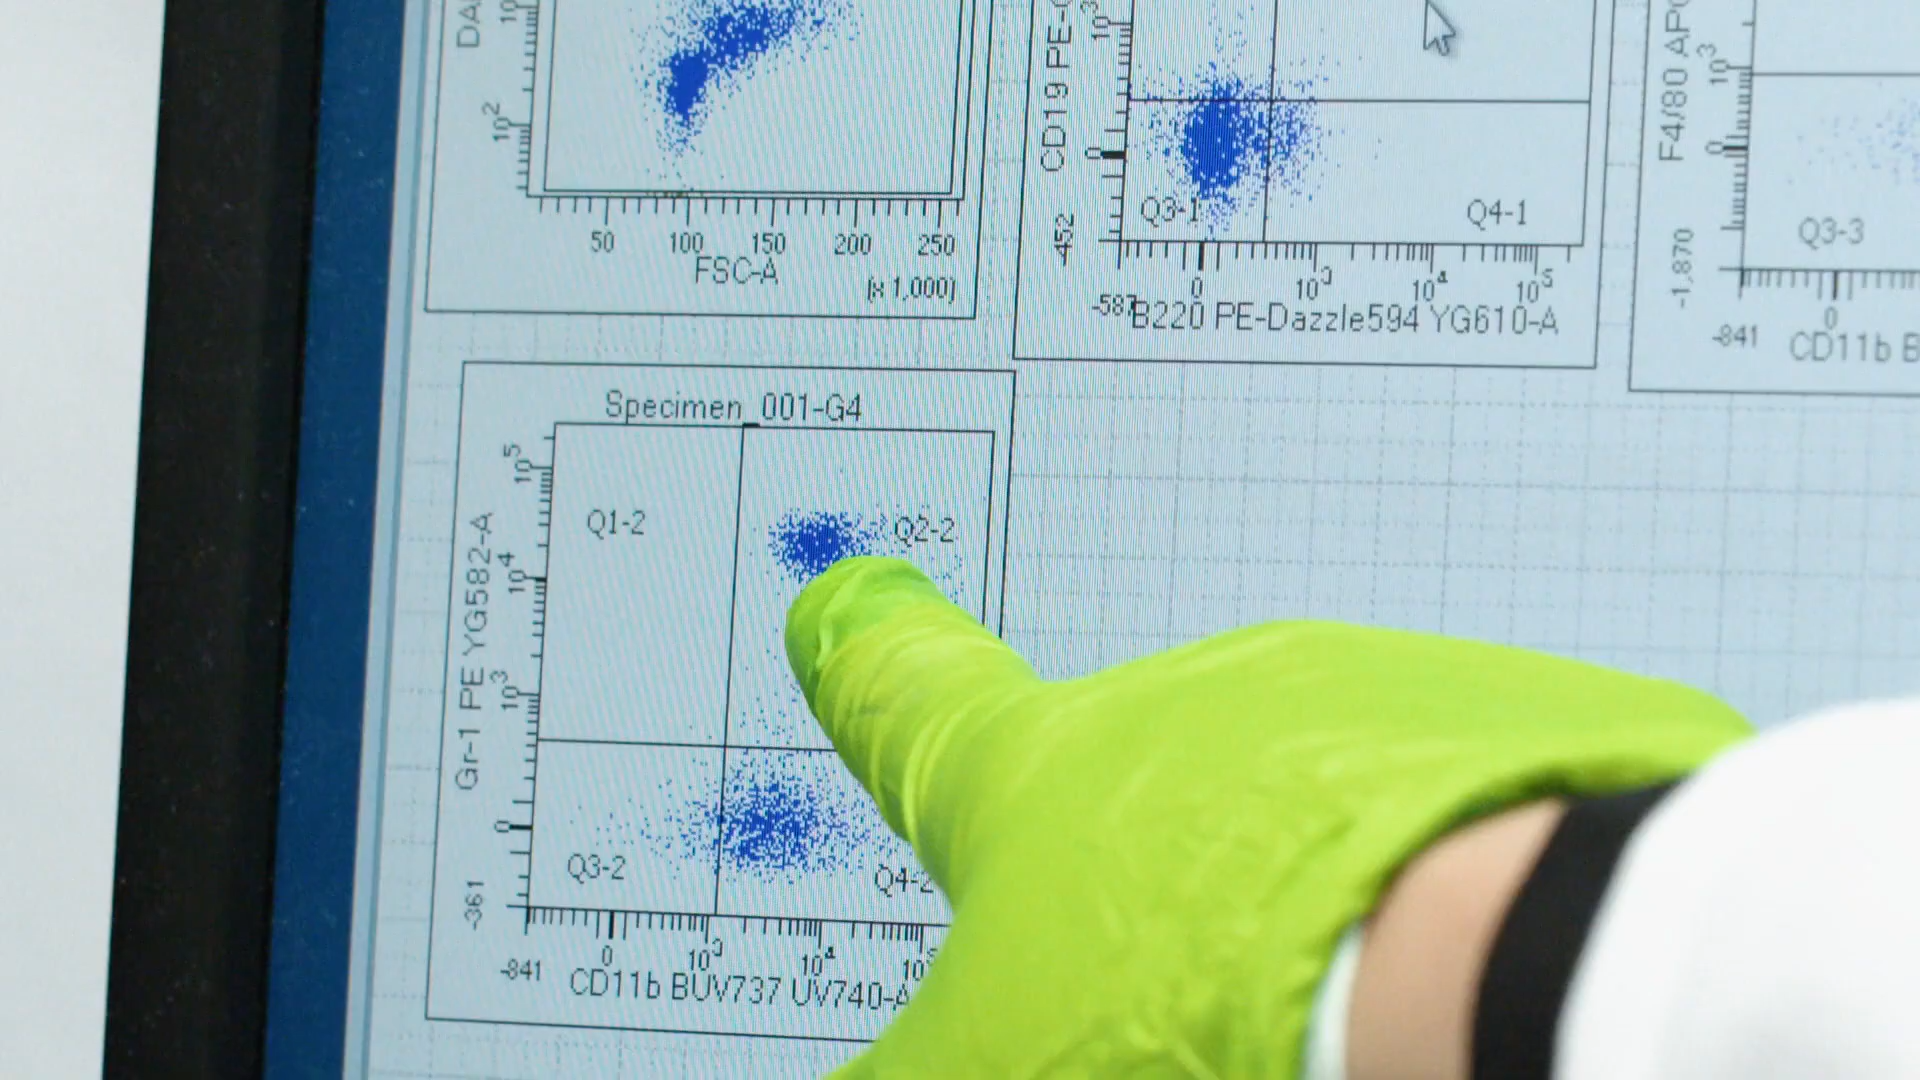 DA
10
10²
50 100 150 200 250
FSC-A
(x 1,000)
CD19 PE-
10³
0
-452
Q3-1
Q4-1
0 10³ 10⁴ 10⁵
-587
B220 PE-Dazzle594 YG610-A
F4/80 APC
10³
0
-1,870
Q3-3
0
-841
CD11b B
Specimen_001-G4
Gr-1 PE YG582-A
10⁵
10⁴
10³
0
-361
Q1-2
Q2-2
Q3-2
Q4-2
0 10³ 10⁴ 10⁵
-841
CD11b BUV737 UV740-A